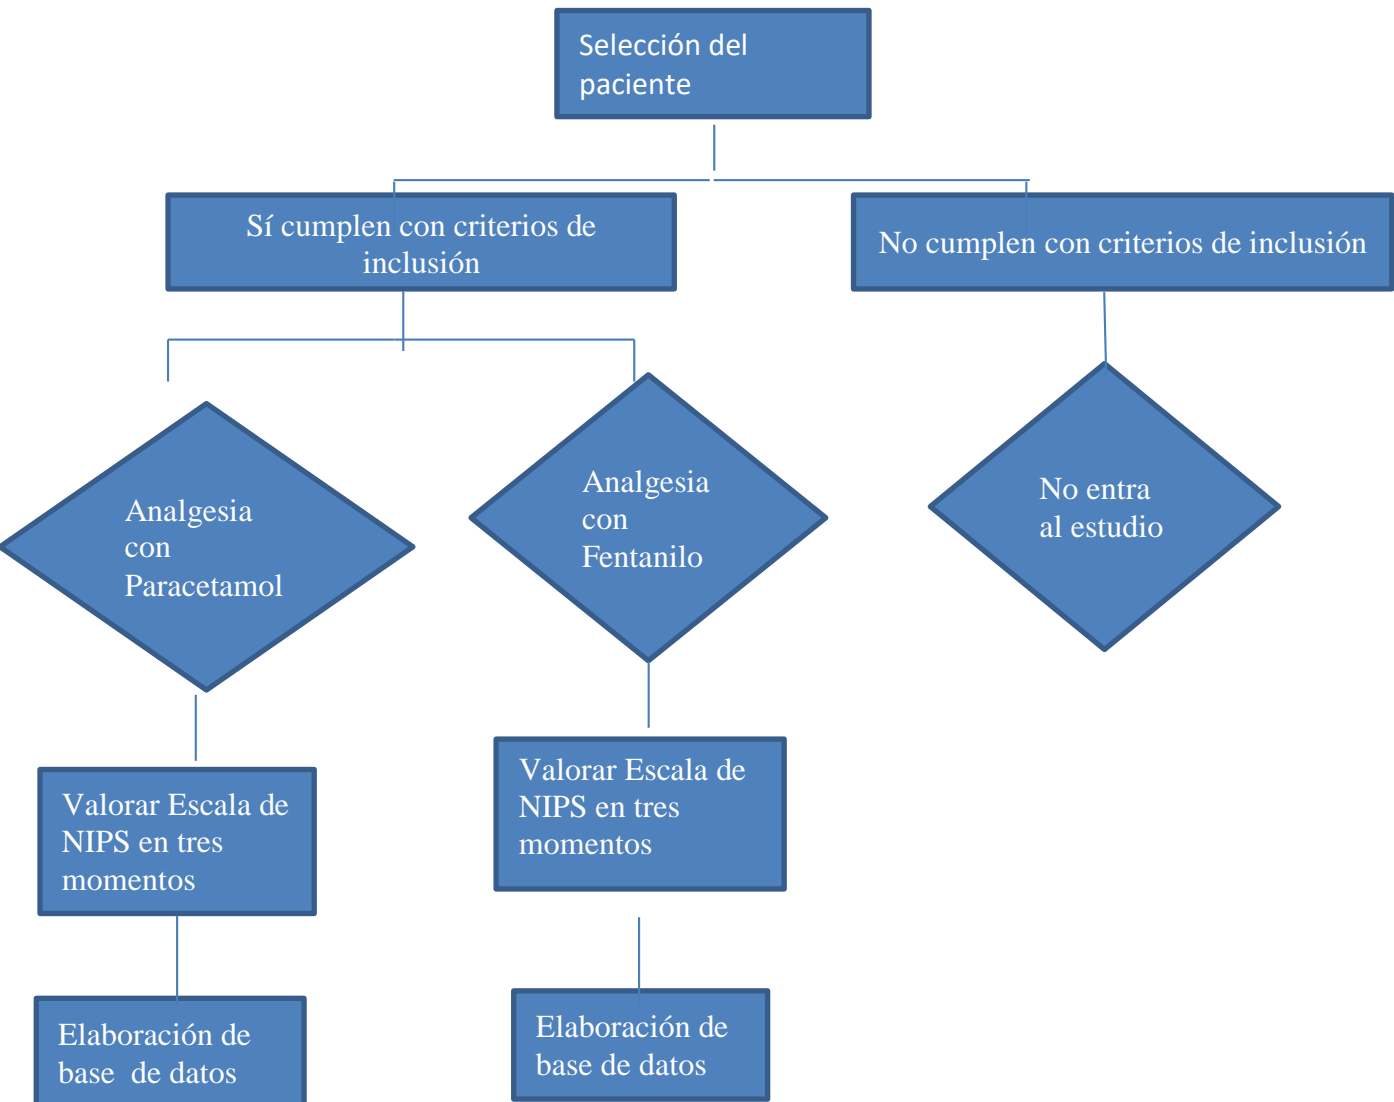 Selección del
paciente
Sí cumplen con criterios de
inclusión
No cumplen con criterios de inclusión
Analgesia
con
Paracetamol
Analgesia
con
Fentanilo
No entra
al estudio
Valorar Escala de
NIPS en tres
momentos
Valorar Escala de
NIPS en tres
momentos
Elaboración de
base de datos
Elaboración de
base de datos